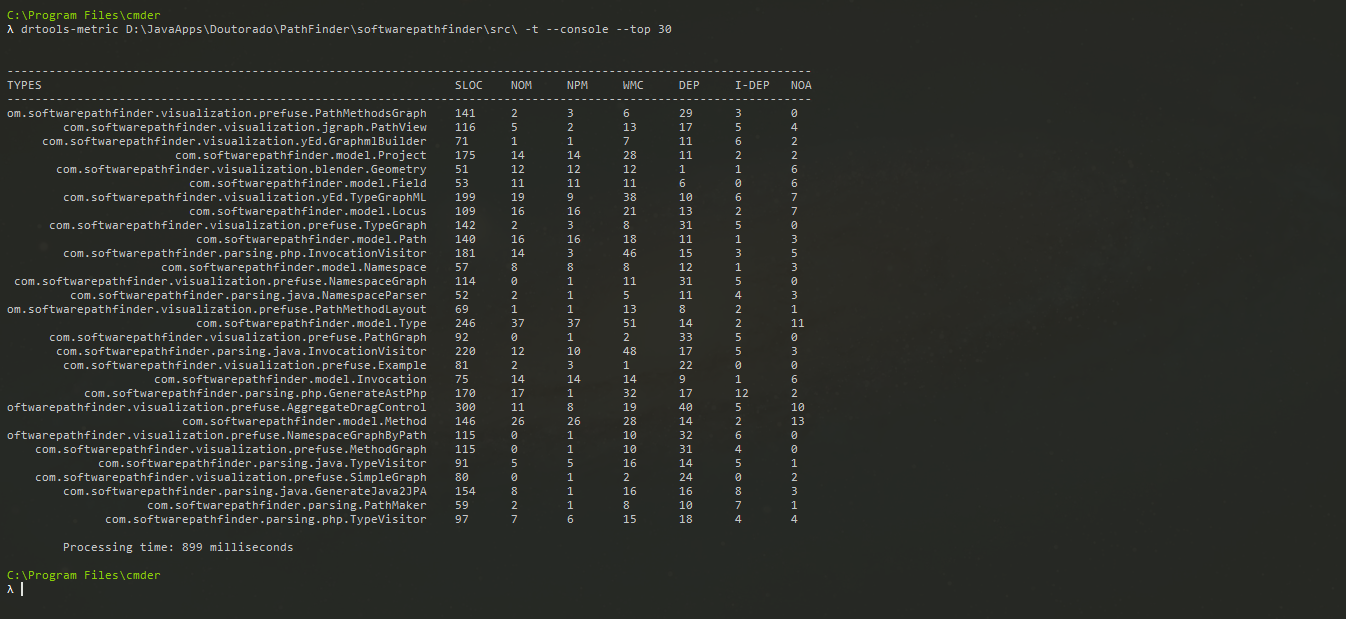 C:\Program Files\cmder
λ drtools-metric D:\JavaApps\Doutorado\PathFinder\softwarepathfinder\src\ -t --console --top 30
-------------------------------------------------------------------------------------------------------------------
TYPES SLOC NOM NPM WMC DEP I-DEP NOA
-------------------------------------------------------------------------------------------------------------------
om.softwarepathfinder.visualization.prefuse.PathMethodsGraph 141 2 3 6 29 3 0
com.softwarepathfinder.visualization.jgraph.PathView 116 5 2 13 17 5 4
com.softwarepathfinder.visualization.yEd.GraphmlBuilder 71 1 1 7 11 6 2
com.softwarepathfinder.model.Project 175 14 14 28 11 2 2
com.softwarepathfinder.visualization.blender.Geometry 51 12 12 12 1 1 6
com.softwarepathfinder.model.Field 53 11 11 11 6 0 6
com.softwarepathfinder.visualization.yEd.TypeGraphML 199 19 9 38 10 6 7
com.softwarepathfinder.model.Locus 109 16 16 21 13 2 7
com.softwarepathfinder.visualization.prefuse.TypeGraph 142 2 3 8 31 5 0
com.softwarepathfinder.model.Path 140 16 16 18 11 1 3
com.softwarepathfinder.parsing.php.InvocationVisitor 181 14 3 46 15 3 5
com.softwarepathfinder.model.Namespace 57 8 8 8 12 1 3
com.softwarepathfinder.visualization.prefuse.NamespaceGraph 114 0 1 11 31 5 0
com.softwarepathfinder.parsing.java.NamespaceParser 52 2 1 5 11 4 3
om.softwarepathfinder.visualization.prefuse.PathMethodLayout 69 1 1 13 8 2 1
com.softwarepathfinder.model.Type 246 37 37 51 14 2 11
com.softwarepathfinder.visualization.prefuse.PathGraph 92 0 1 2 33 5 0
com.softwarepathfinder.parsing.java.InvocationVisitor 220 12 10 48 17 5 3
com.softwarepathfinder.visualization.prefuse.Example 81 2 3 1 22 0 0
com.softwarepathfinder.model.Invocation 75 14 14 14 9 1 6
com.softwarepathfinder.parsing.php.GenerateAstPhp 170 17 1 32 17 12 2
oftwarepathfinder.visualization.prefuse.AggregateDragControl 300 11 8 19 40 5 10
com.softwarepathfinder.model.Method 146 26 26 28 14 2 13
oftwarepathfinder.visualization.prefuse.NamespaceGraphByPath 115 0 1 10 32 6 0
com.softwarepathfinder.visualization.prefuse.MethodGraph 115 0 1 10 31 4 0
com.softwarepathfinder.parsing.java.TypeVisitor 91 5 5 16 14 5 1
com.softwarepathfinder.visualization.prefuse.SimpleGraph 80 0 1 2 24 0 2
com.softwarepathfinder.parsing.java.GenerateJava2JPA 154 8 1 16 16 8 3
com.softwarepathfinder.parsing.PathMaker 59 2 1 8 10 7 1
com.softwarepathfinder.parsing.php.TypeVisitor 97 7 6 15 18 4 4
Processing time: 899 milliseconds
C:\Program Files\cmder
λ